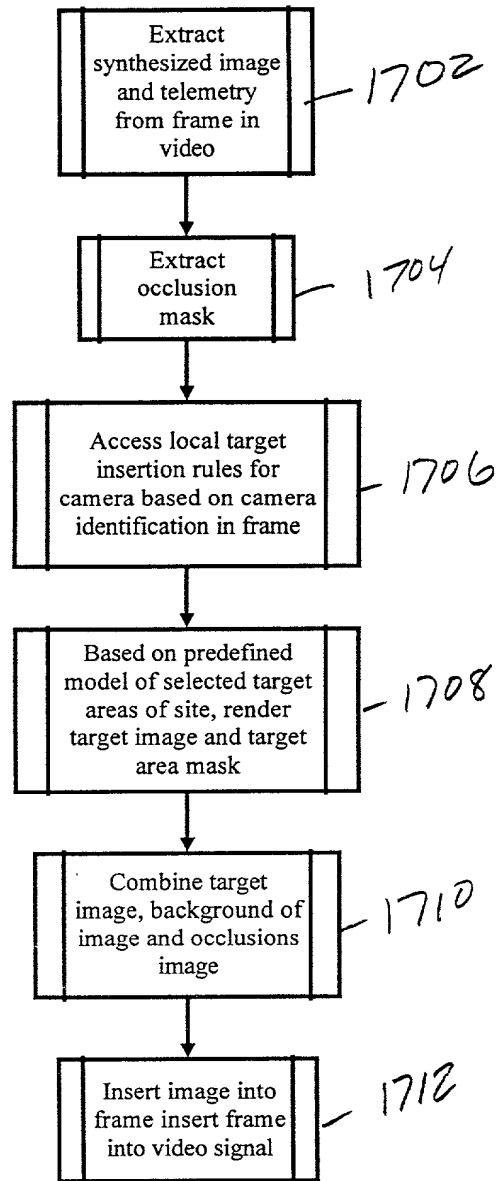 Extract
synthesized image
and telemetry
from frame in
video
1702
Extract
occlusion
mask
1704
Access local target
insertion rules for
camera based on camera
identification in frame
1706
Based on predefined
model of selected target
areas of site, render
target image and target
area mask
1708
Combine target
image, background of
image and occlusions
image
1710
Insert image into
frame insert frame
into video signal
1712